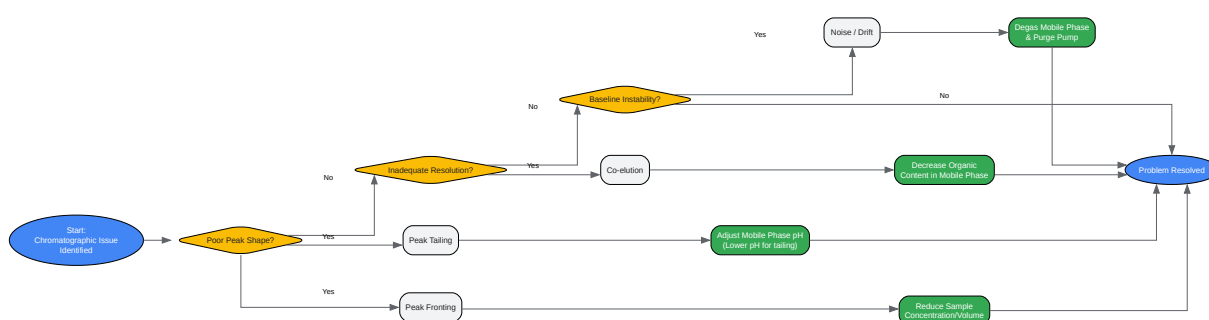 Yes
Noise / Drift
Degas Mobile Phase
& Purge Pump
Baseline Instability?
No
No
Inadequate Resolution?
Yes
Co-elution
Decrease Organic
Content in Mobile Phase
Problem Resolved
No
Start:
Chromatographic Issue
Identified
Poor Peak Shape?
Yes
Peak Tailing
Adjust Mobile Phase pH
(Lower pH for tailing)
Yes
Peak Fronting
Reduce Sample
Concentration/Volume